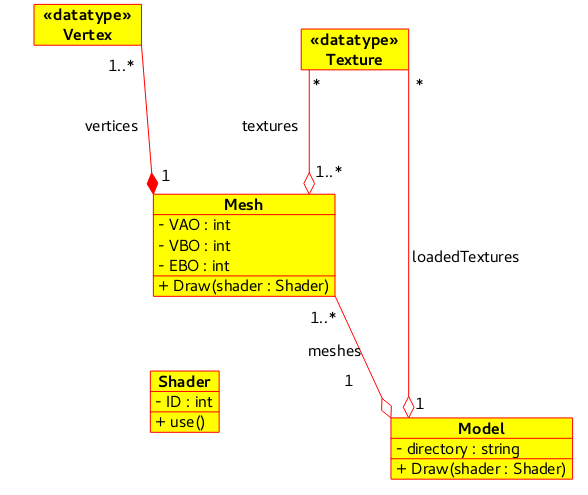 «datatype»
Vertex
«datatype»
Texture
1..*
*
*
vertices
textures
1
1..*
Mesh
- VAO : int
- VBO : int
- EBO : int
+ Draw(shader : Shader)
loadedTextures
1..*
meshes
1
1
Shader
- ID : int
+ use()
Model
- directory : string
+ Draw(shader : Shader)